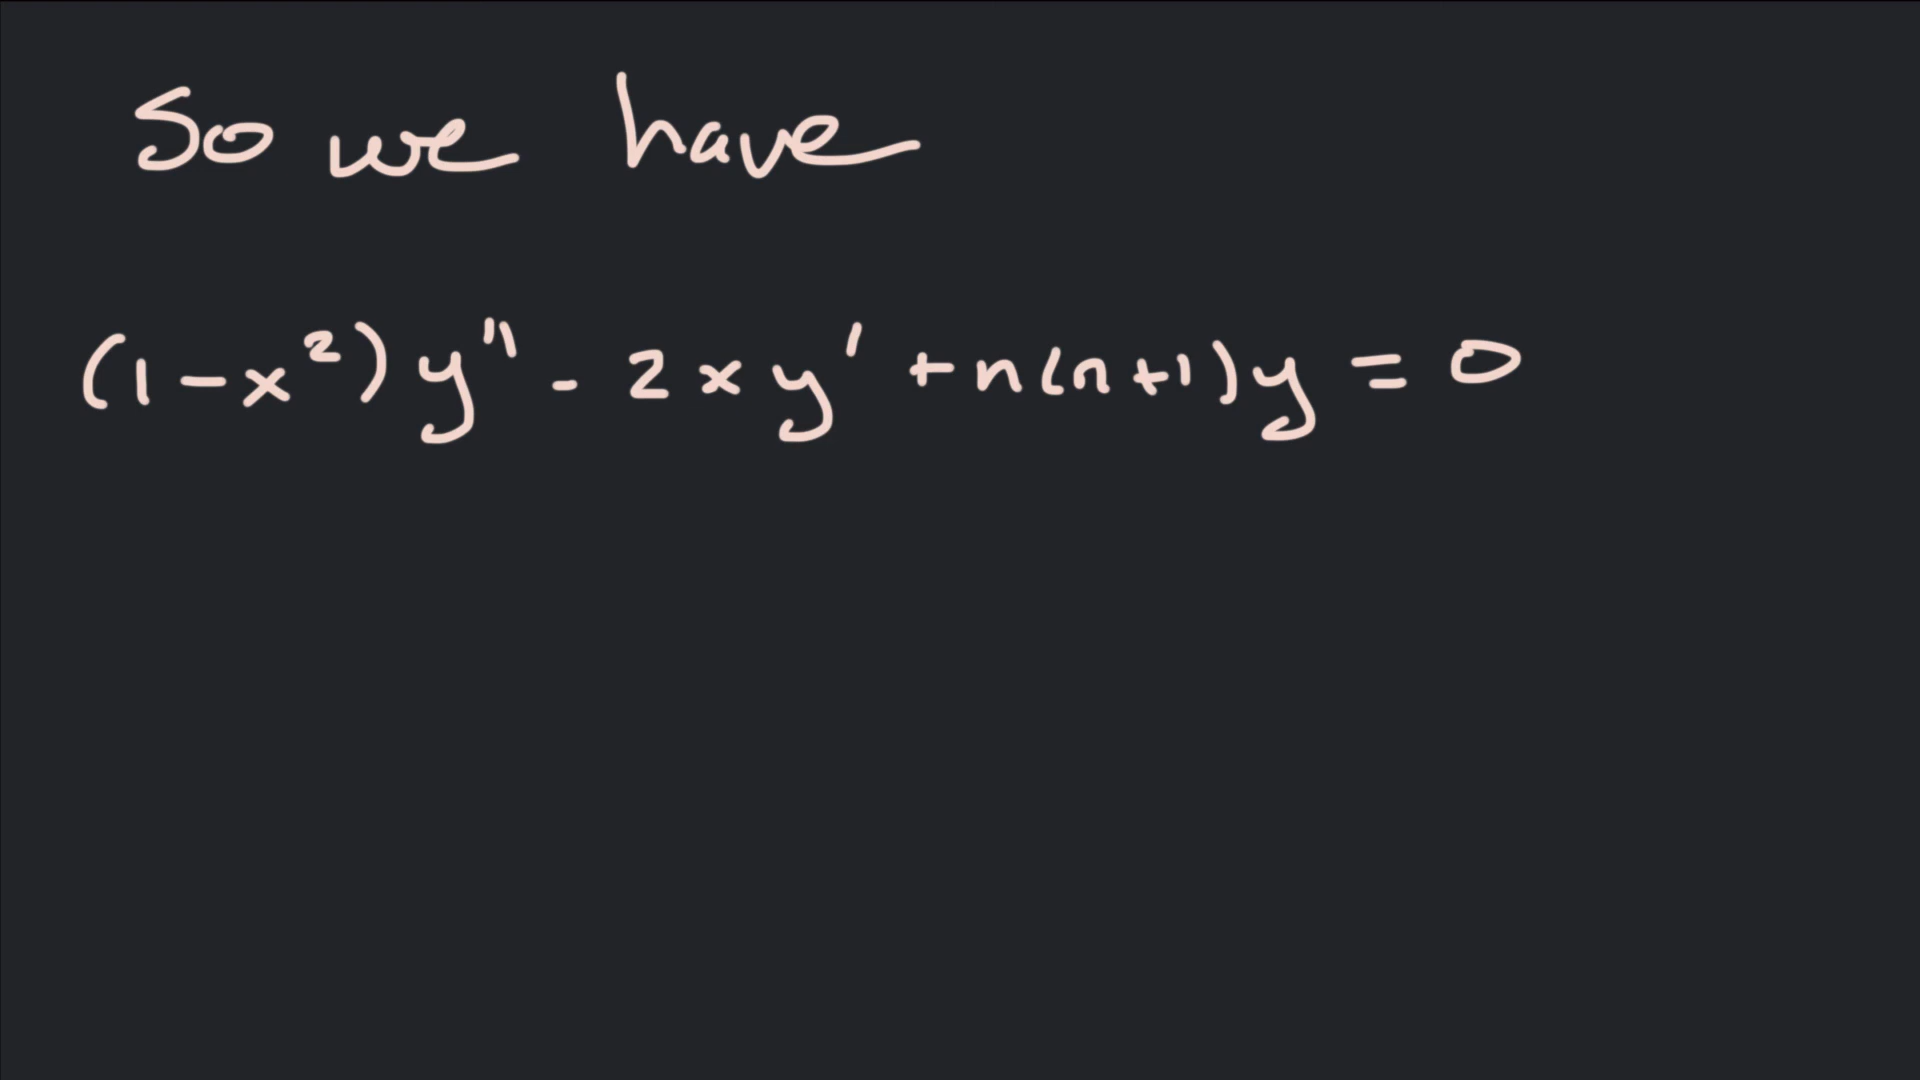 So we have
(1-x²)y" - 2xy' + n(n+1)y = 0